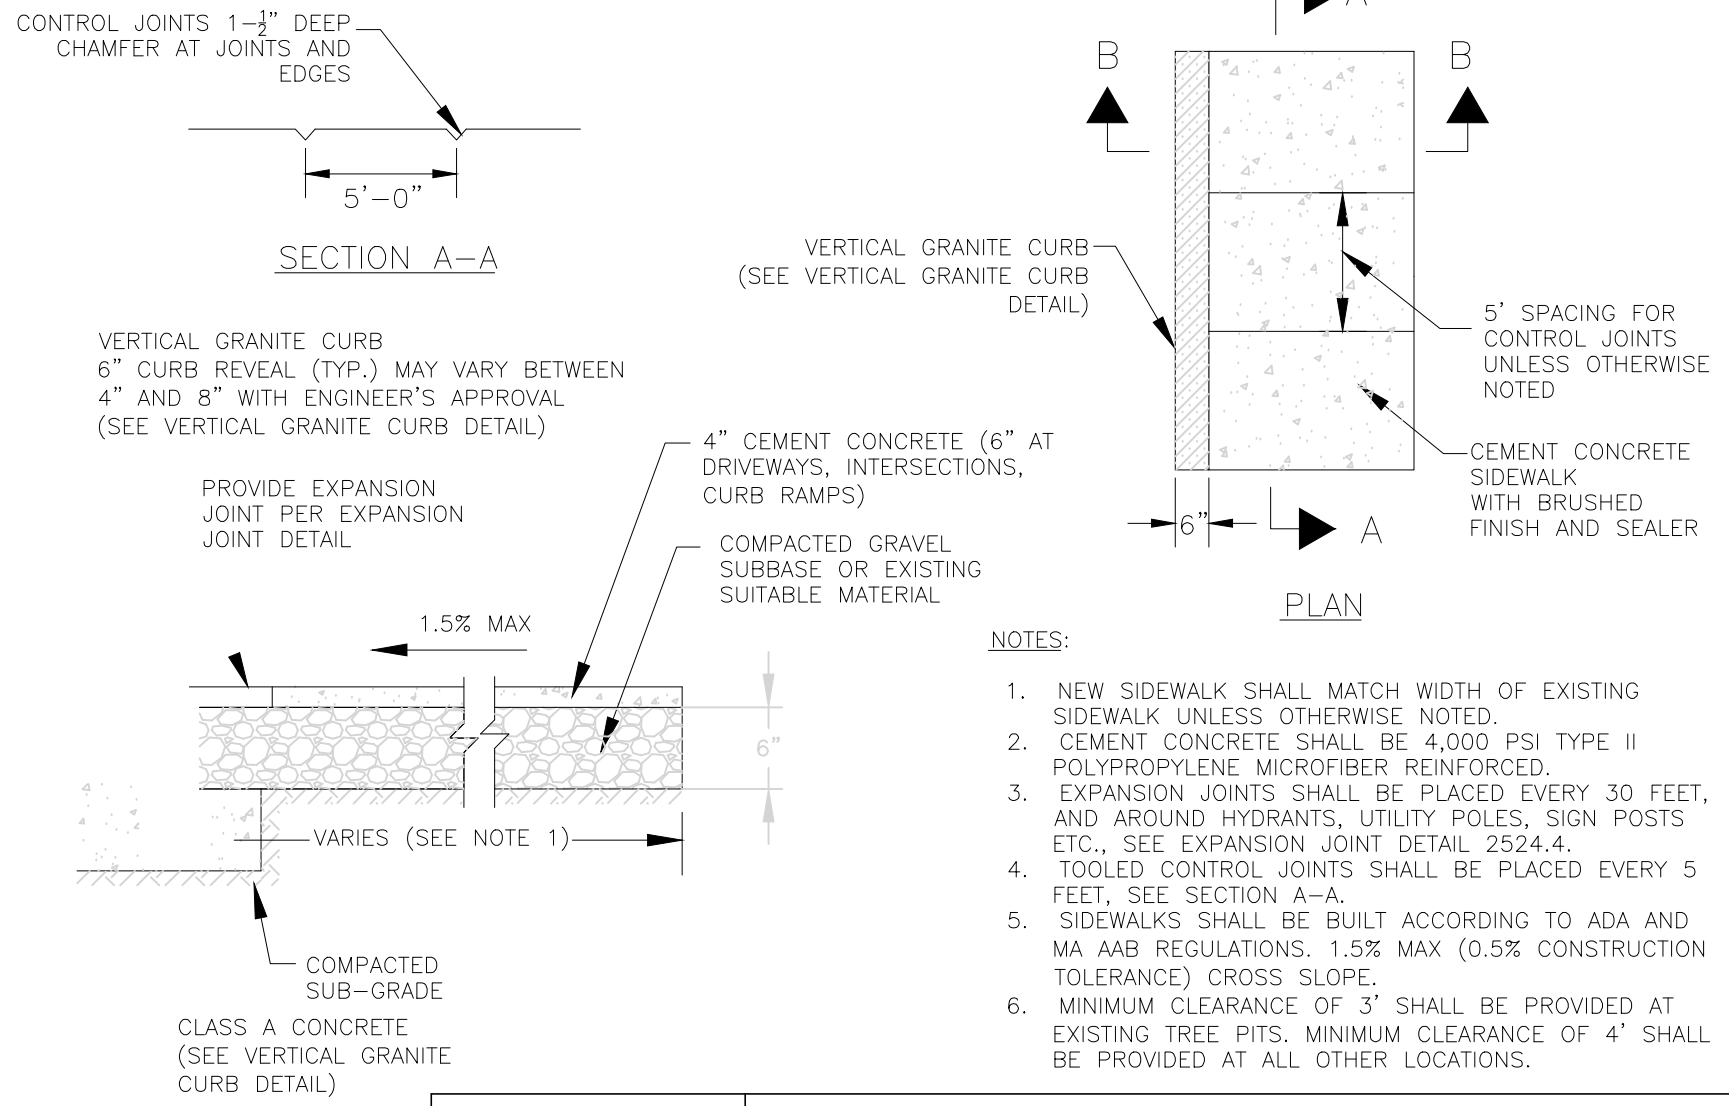 CONTROL JOINTS 1-1/2" DEEP
CHAMFER AT JOINTS AND
EDGES
5'-0"
SECTION A-A
VERTICAL GRANITE CURB
6" CURB REVEAL (TYP.) MAY VARY BETWEEN
4" AND 8" WITH ENGINEER'S APPROVAL
(SEE VERTICAL GRANITE CURB DETAIL)
PROVIDE EXPANSION
JOINT PER EXPANSION
JOINT DETAIL
4" CEMENT CONCRETE (6" AT
DRIVEWAYS, INTERSECTIONS,
CURB RAMPS)
COMPACTED GRAVEL
SUBBASE OR EXISTING
SUITABLE MATERIAL
1.5% MAX
6"
VARIES (SEE NOTE 1)
COMPACTED
SUB-GRADE
CLASS A CONCRETE
(SEE VERTICAL GRANITE
CURB DETAIL)
A
B
B
VERTICAL GRANITE CURB
(SEE VERTICAL GRANITE CURB
DETAIL)
5' SPACING FOR
CONTROL JOINTS
UNLESS OTHERWISE
NOTED
CEMENT CONCRETE
SIDEWALK
WITH BRUSHED
FINISH AND SEALER
6"
A
PLAN
NOTES:
1. NEW SIDEWALK SHALL MATCH WIDTH OF EXISTING
SIDEWALK UNLESS OTHERWISE NOTED.
2. CEMENT CONCRETE SHALL BE 4,000 PSI TYPE II
POLYPROPYLENE MICROFIBER REINFORCED.
3. EXPANSION JOINTS SHALL BE PLACED EVERY 30 FEET,
AND AROUND HYDRANTS, UTILITY POLES, SIGN POSTS
ETC., SEE EXPANSION JOINT DETAIL 2524.4.
4. TOOLED CONTROL JOINTS SHALL BE PLACED EVERY 5
FEET, SEE SECTION A-A.
5. SIDEWALKS SHALL BE BUILT ACCORDING TO ADA AND
MA AAB REGULATIONS. 1.5% MAX (0.5% CONSTRUCTION
TOLERANCE) CROSS SLOPE.
6. MINIMUM CLEARANCE OF 3' SHALL BE PROVIDED AT
EXISTING TREE PITS. MINIMUM CLEARANCE OF 4' SHALL
BE PROVIDED AT ALL OTHER LOCATIONS.